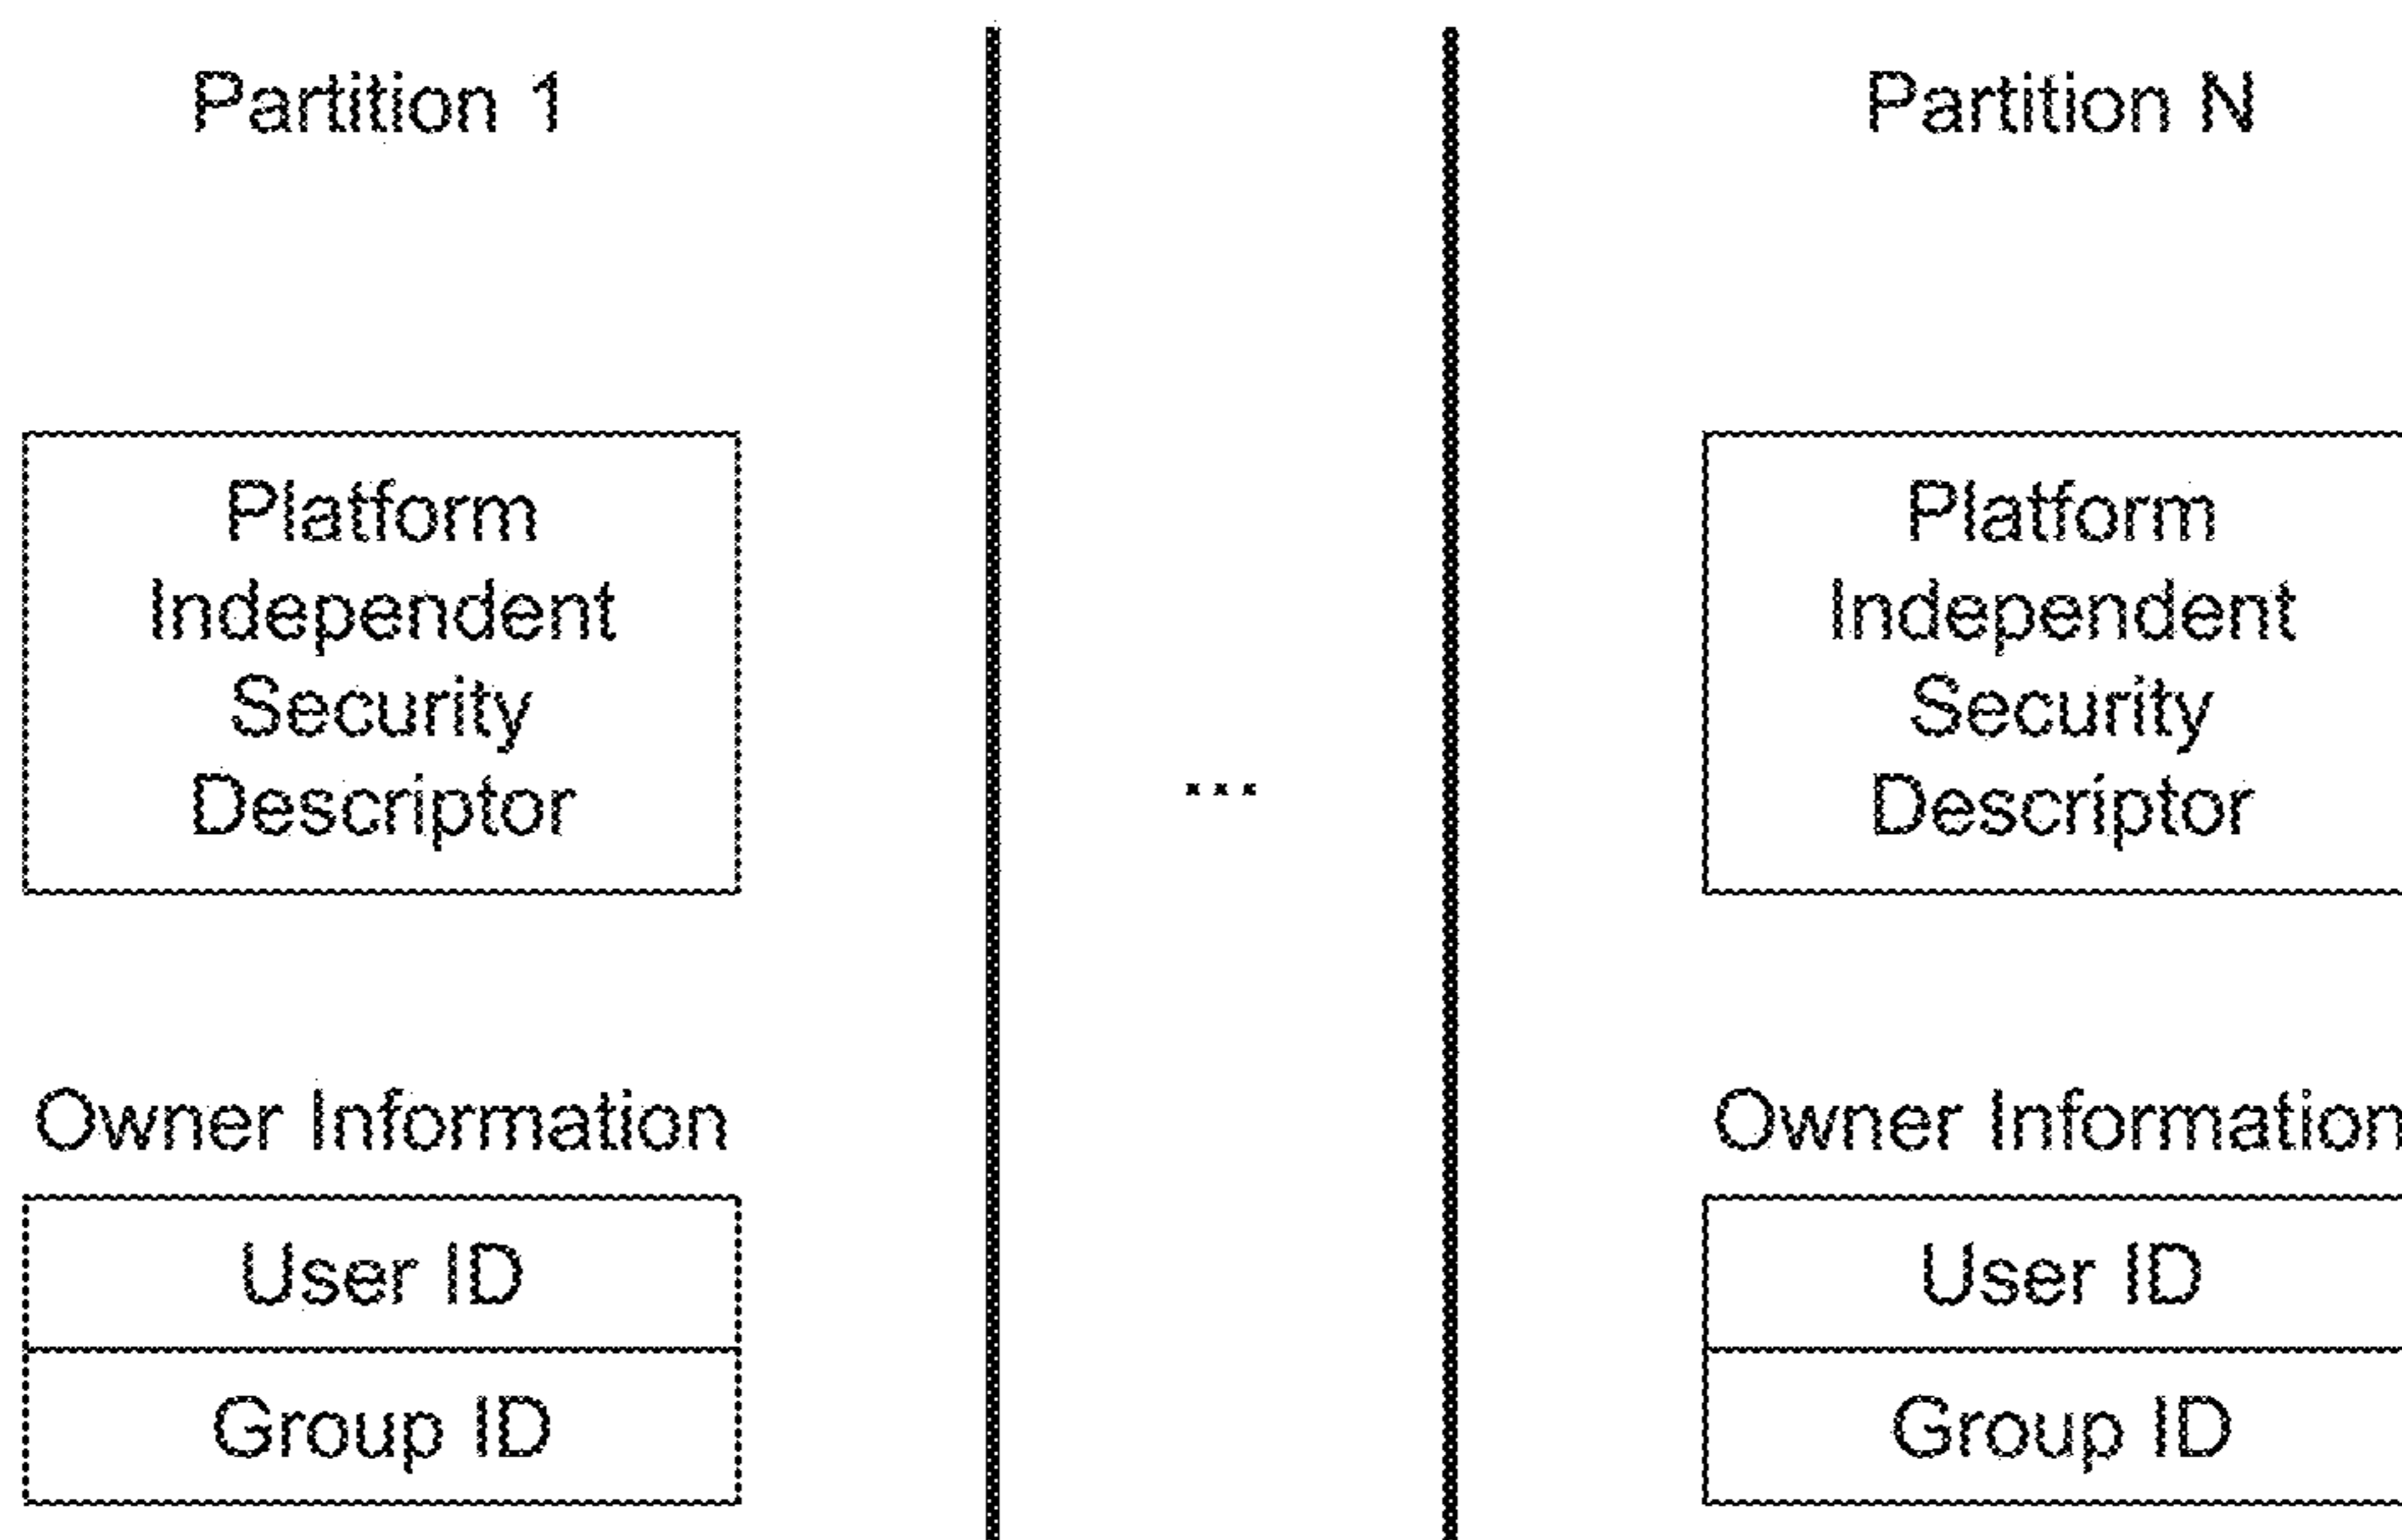 Partition 1
Platform
Independent
Security
Descriptor
Owner Information
User ID
Group ID
...
Partition N
Platform
Independent
Security
Descriptor
Owner Information
User ID
Group ID